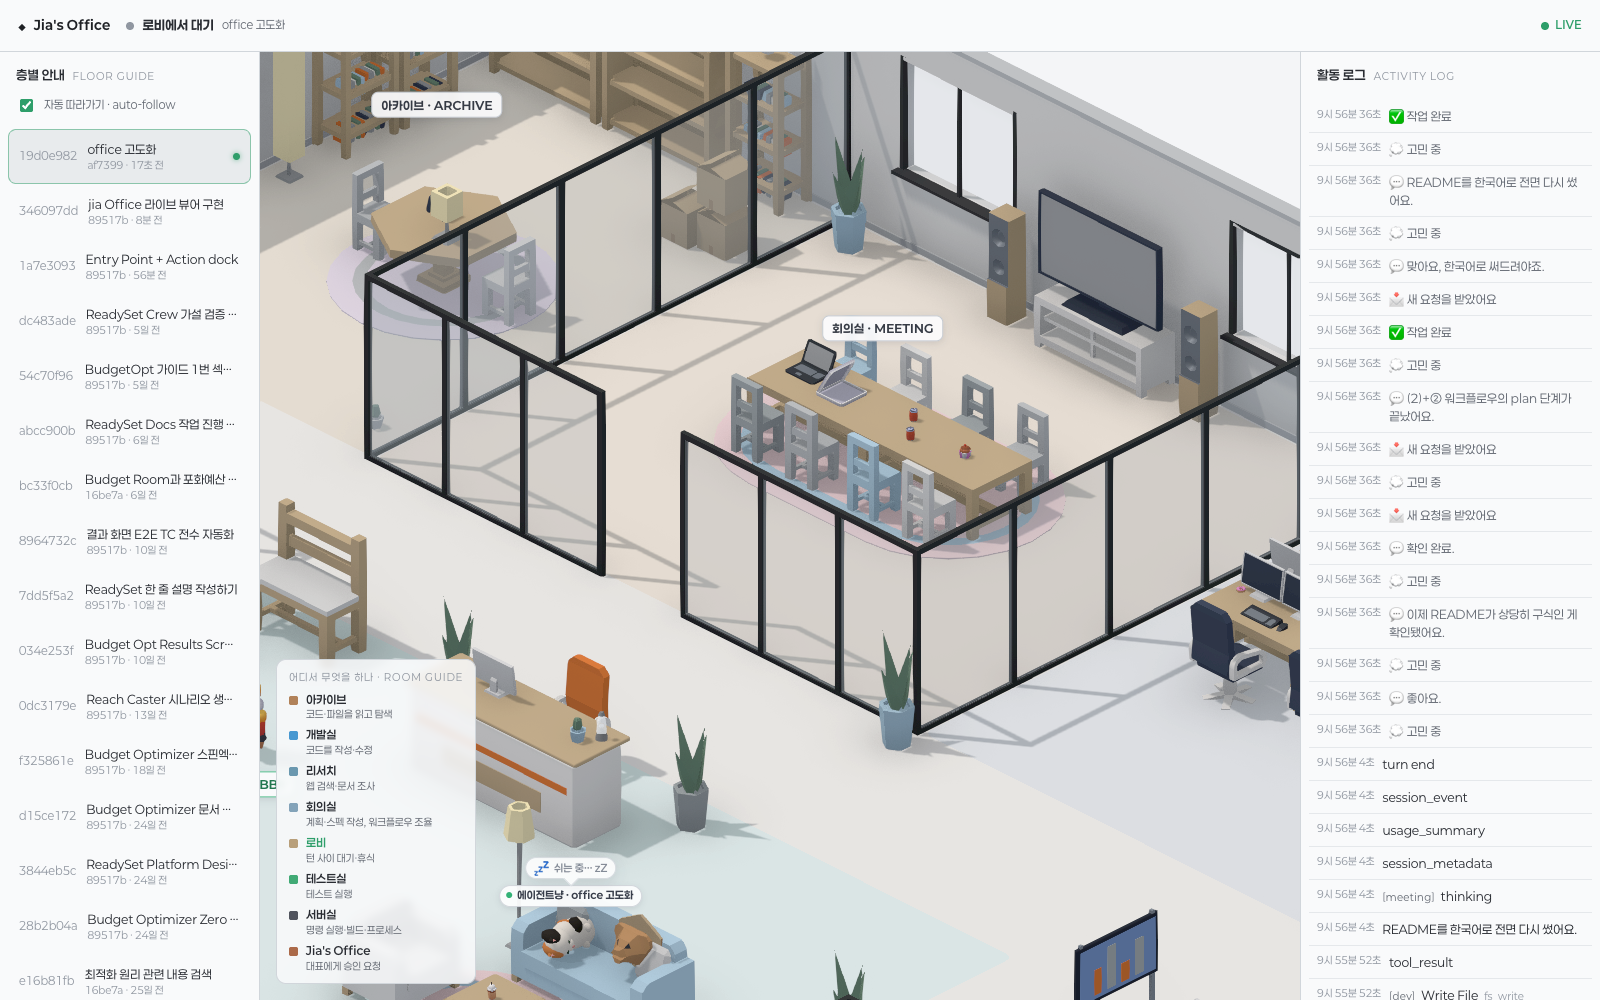 Jia's Office
로비에서 대기
office 고도화
LIVE
층별 안내 FLOOR GUIDE
자동 따라가기 · auto-follow
19d0e982
office 고도화
af7399 · 17초 전
346097dd
jia Office 라이브 뷰어 구현
89517b · 8분 전
1a7e3093
Entry Point + Action dock
89517b · 56분 전
dc483ade
ReadySet Crew 가설 검증 ···
89517b · 5일 전
54c70f96
BudgetOpt 가이드 1번 섹···
89517b · 5일 전
abcc900b
ReadySet Docs 작업 진행 ···
89517b · 6일 전
bc33f0cb
Budget Room과 포화예산 ···
16be7a · 6일 전
8964732c
결과 화면 E2E TC 전수 자동화
89517b · 10일 전
7dd5f5a2
ReadySet 한 줄 설명 작성하기
89517b · 10일 전
034e253f
Budget Opt Results Scr···
89517b · 10일 전
0dc3179e
Reach Caster 시나리오 생···
89517b · 13일 전
f325861e
Budget Optimizer 스핀엑···
89517b · 18일 전
d15ce172
Budget Optimizer 문서 ···
89517b · 24일 전
3844eb5c
ReadySet Platform Desi···
89517b · 24일 전
28b2b04a
Budget Optimizer Zero ···
89517b · 24일 전
e16b81fb
최적화 원리 관련 내용 검색
16be7a · 25일 전
아카이브 · ARCHIVE
회의실 · MEETING
BB
어디서 무엇을 하나 · ROOM GUIDE
아카이브
코드·파일을 읽고 탐색
개발실
코드를 작성·수정
리서치
웹 검색·문서 조사
회의실
계획·스펙 작성, 워크플로우 조율
로비
턴 사이 대기·휴식
테스트실
테스트 실행
서버실
명령 실행·빌드·프로세스
Jia's Office
대표에게 승인 요청
💤 쉬는 중··· zZ
에이전트냥 · office 고도화
활동 로그 ACTIVITY LOG
9시 56분 36초 ✅ 작업 완료
9시 56분 36초 💭 고민 중
9시 56분 36초 💬 README를 한국어로 전면 다시 썼
어요.
9시 56분 36초 💭 고민 중
9시 56분 36초 💬 맞아요, 한국어로 써드려야죠.
9시 56분 36초 📩 새 요청을 받았어요
9시 56분 36초 ✅ 작업 완료
9시 56분 36초 💭 고민 중
9시 56분 36초 💬 (2)+② 워크플로우의 plan 단계가
끝났어요.
9시 56분 36초 📩 새 요청을 받았어요
9시 56분 36초 💭 고민 중
9시 56분 36초 📩 새 요청을 받았어요
9시 56분 36초 💬 확인 완료.
9시 56분 36초 💭 고민 중
9시 56분 36초 💬 이제 README가 상당히 구식인 게
확인됐어요.
9시 56분 36초 💭 고민 중
9시 56분 36초 💬 좋아요.
9시 56분 36초 💭 고민 중
9시 56분 4초 turn end
9시 56분 4초 session_event
9시 56분 4초 usage_summary
9시 56분 4초 session_metadata
9시 56분 4초 [meeting] thinking
9시 56분 4초 README를 한국어로 전면 다시 썼어요.
9시 55분 52초 tool_result
9시 55분 52초 [dev] Write File fs_write